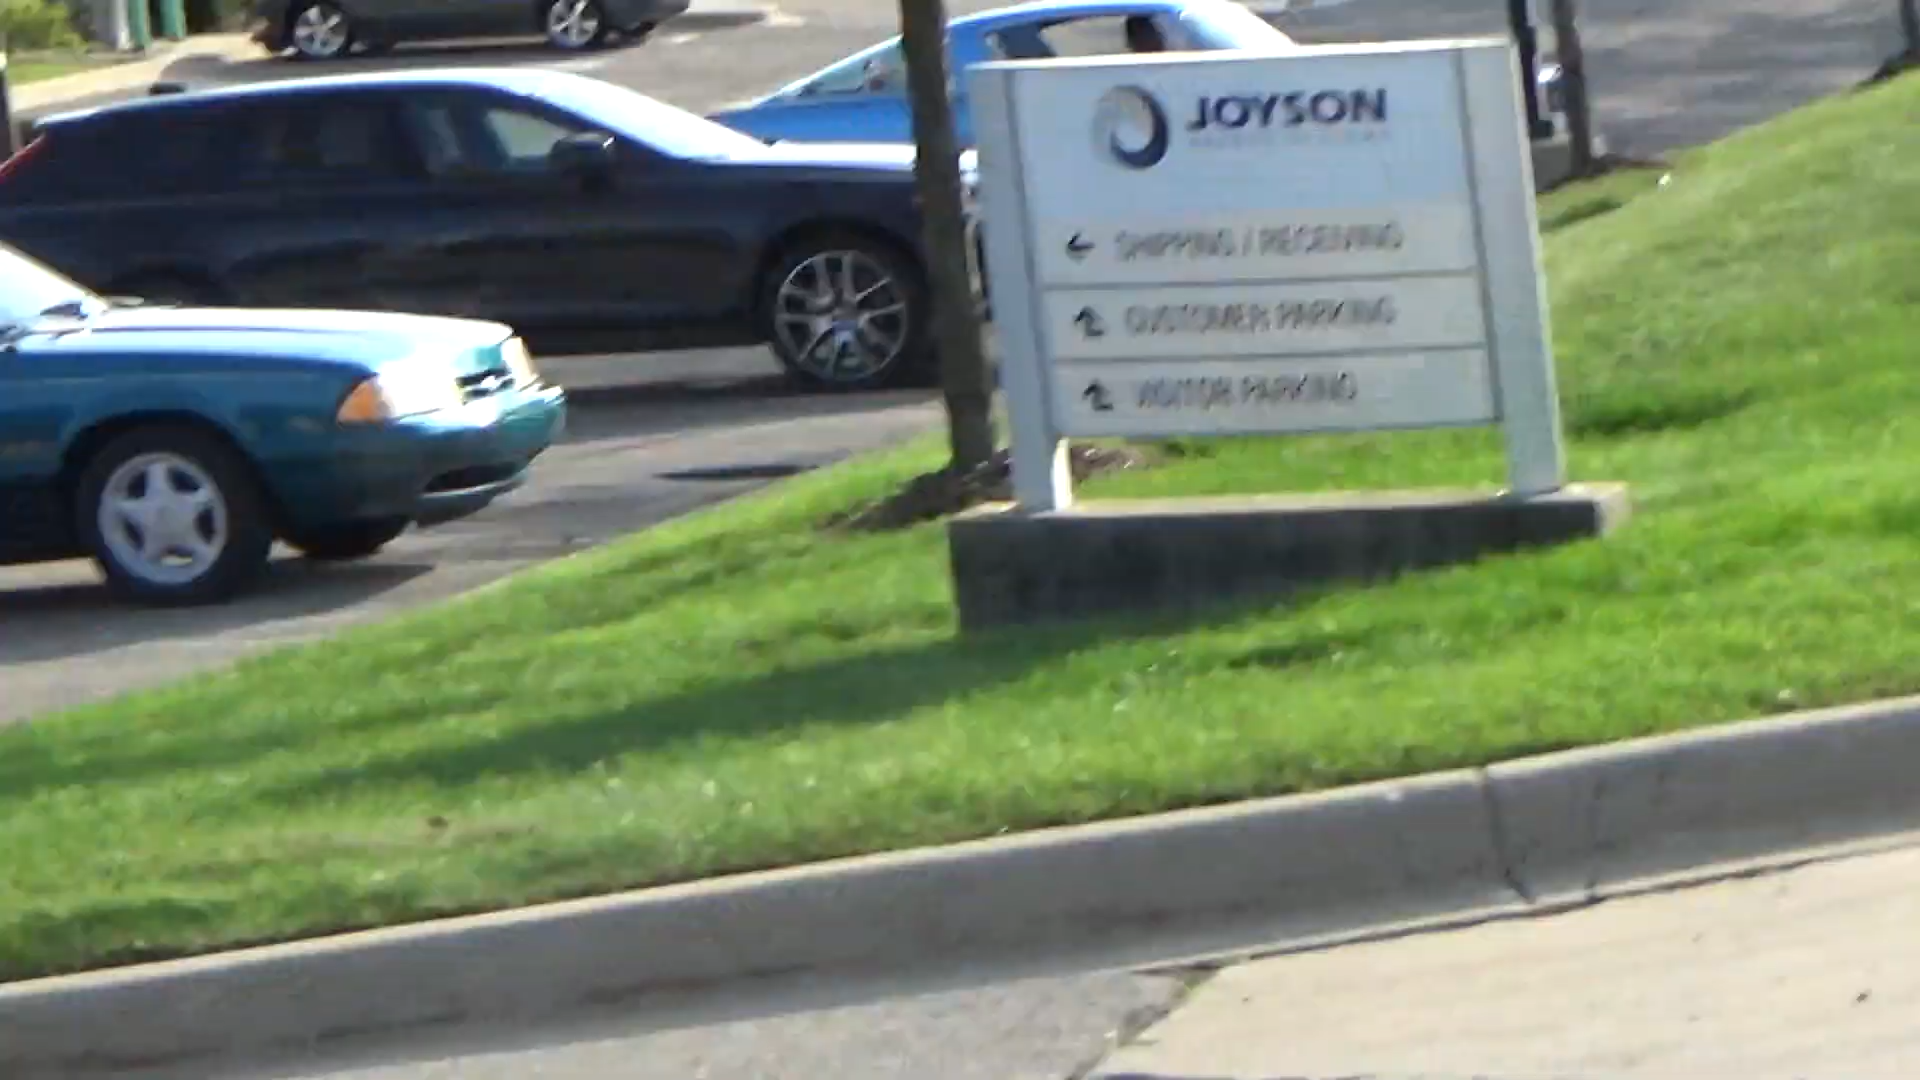 JOYSON
← SHIPPING / RECEIVING
CUSTOMER PARKING
VISITOR PARKING